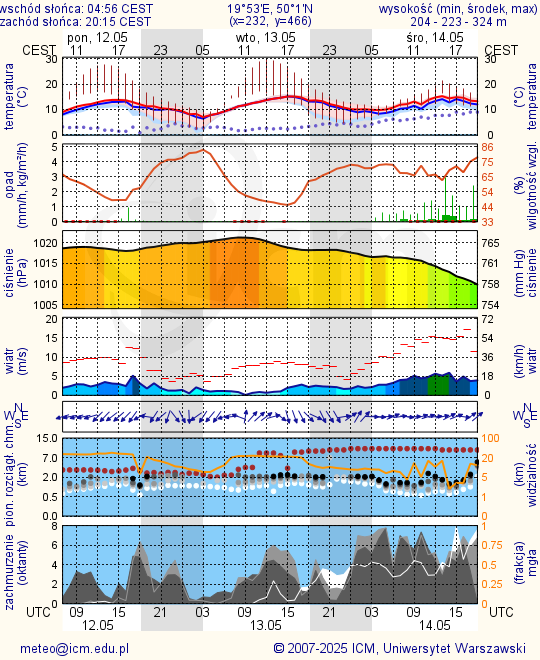 wschód słońca: 04:56 CEST 19°53'E, 50°1'N wysokość (min, środek, max)
zachód słońca: 20:15 CEST (x=232, y=466) 204 - 223 - 324 m
pon, 12.05 wto, 13.05 śro, 14.05
CEST 11 17 23 05 11 17 23 05 11 17 CEST
temperatura (°C)
30 20 10 0
30 20 10 0
temperatura (°C)
opad (mm/h, kg/m²/h)
5 4 3 2 1 0
86 75 65 54 44 33
(%) wilgotność wzgl.
ciśnienie (hPa)
1020 1015 1010 1005
765 761 758 754
(mm Hg) ciśnienie
wiatr (m/s)
20 15 10 5 0
72 54 36 18 0
(km/h) wiatr
N W E S
N W E S
pion. rozciągł. chm. (km)
15.0 7.0 2.0 0.5 0.0
100 20 5 1 0
(km) widzialność
zachmurzenie (oktanty)
8 6 4 2 0
1 0.75 0.5 0.25 0
(frakcja) mgła
UTC 09 15 21 03 09 15 21 03 09 15 UTC
12.05 13.05 14.05
meteo@icm.edu.pl © 2007-2025 ICM, Uniwersytet Warszawski